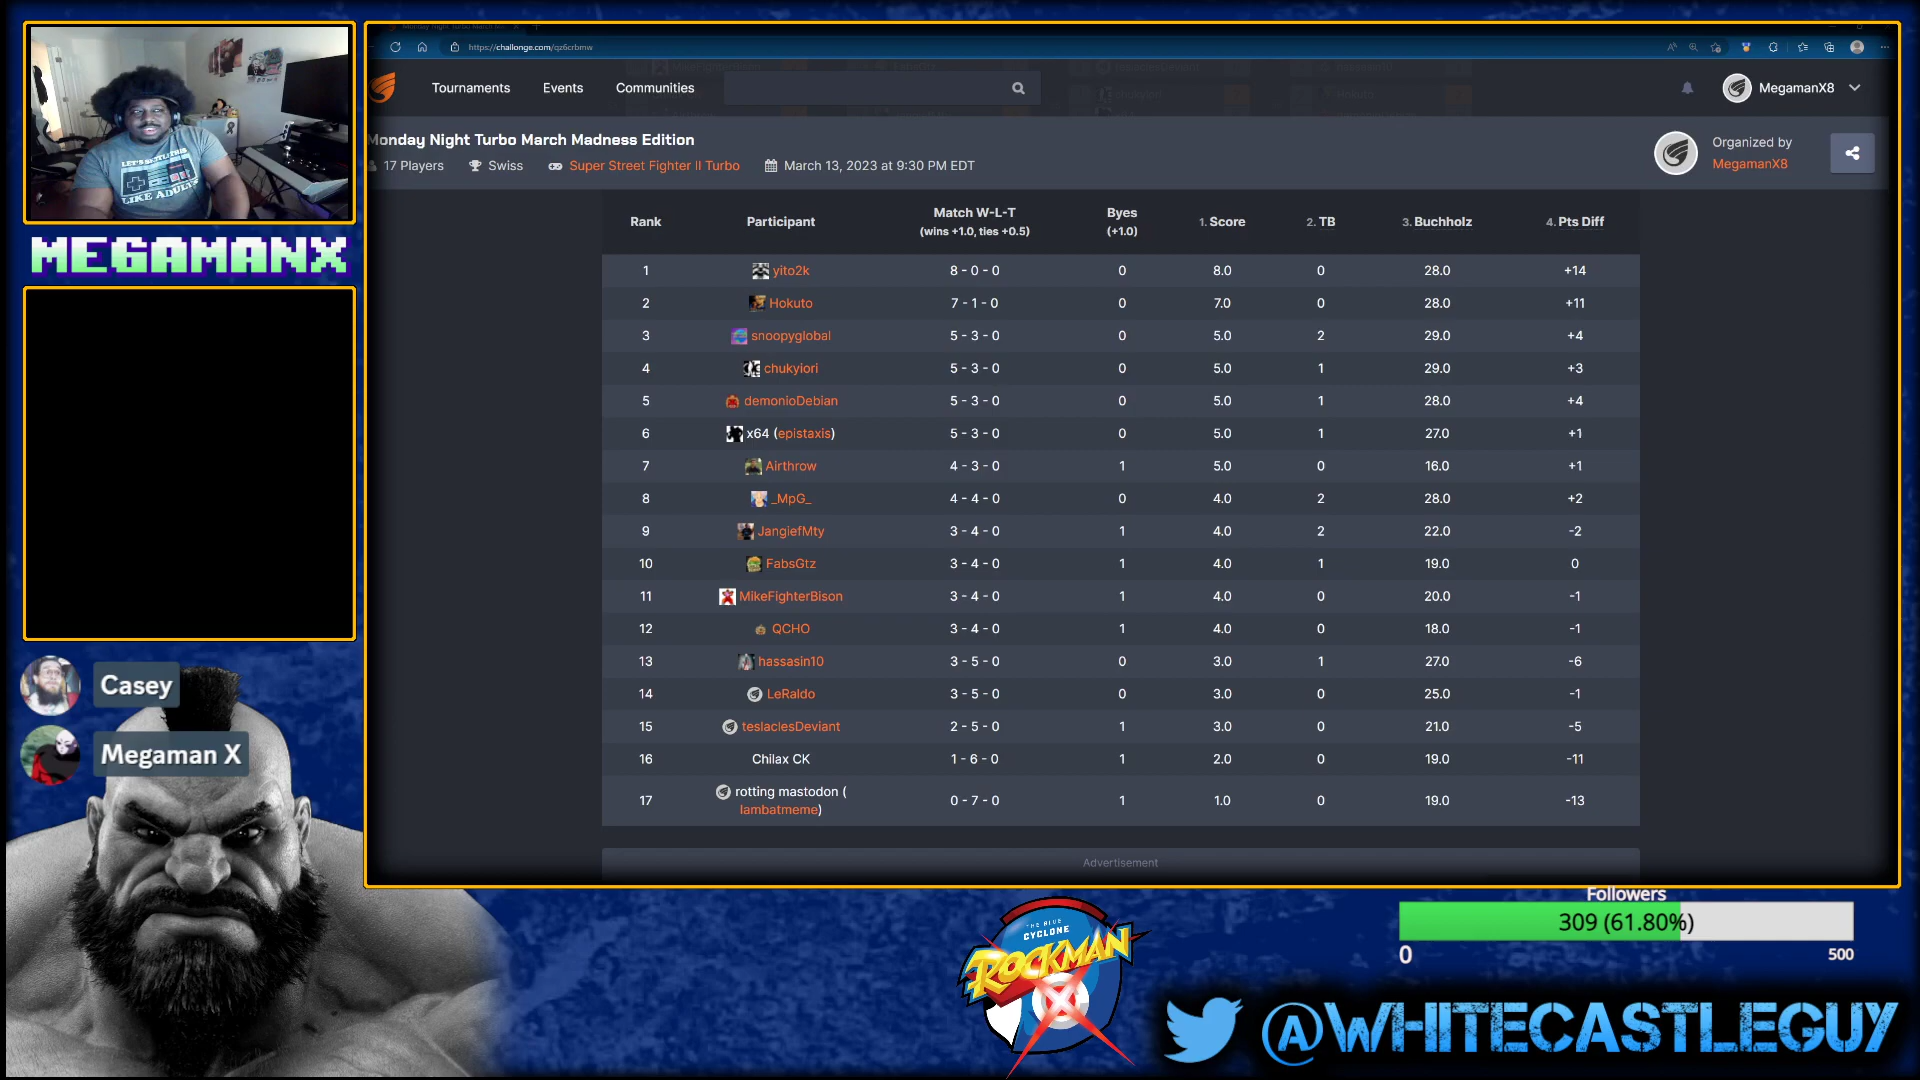 https://challonge.com/qz6crbmw
Tournaments Events Communities MegamanX8
Monday Night Turbo March Madness Edition
17 Players Swiss Super Street Fighter II Turbo March 13, 2023 at 9:30 PM EDT
Organized by
MegamanX8
LET'S SETTLE THIS
LIKE ADULTS
MEGAMANX
Rank Participant Match W-L-T Byes 1. Score 2. TB 3. Buchholz 4. Pts Diff
(wins +1.0, ties +0.5) (+1.0)
1 yito2k 8 - 0 - 0 0 8.0 0 28.0 +14
2 Hokuto 7 - 1 - 0 0 7.0 0 28.0 +11
3 snoopyglobal 5 - 3 - 0 0 5.0 2 29.0 +4
4 chukyiori 5 - 3 - 0 0 5.0 1 29.0 +3
5 demonioDebian 5 - 3 - 0 0 5.0 1 28.0 +4
6 x64 (epistaxis) 5 - 3 - 0 0 5.0 1 27.0 +1
7 Airthrow 4 - 3 - 0 1 5.0 0 16.0 +1
8 _MpG_ 4 - 4 - 0 0 4.0 2 28.0 +2
9 JangiefMty 3 - 4 - 0 1 4.0 2 22.0 -2
10 FabsGtz 3 - 4 - 0 1 4.0 1 19.0 0
11 MikeFighterBison 3 - 4 - 0 1 4.0 0 20.0 -1
12 QCHO 3 - 4 - 0 1 4.0 0 18.0 -1
13 hassasin10 3 - 5 - 0 0 3.0 1 27.0 -6
14 LeRaldo 3 - 5 - 0 0 3.0 0 25.0 -1
15 teslaclesDeviant 2 - 5 - 0 1 3.0 0 21.0 -5
16 Chilax CK 1 - 6 - 0 1 2.0 0 19.0 -11
17 rotting mastodon ( 0 - 7 - 0 1 1.0 0 19.0 -13
lambatmeme)
Advertisement
Casey
Megaman X
THE BLUE
CYCLONE
ROCKMAN
X
Followers
309 (61.80%)
0 500
@WHITECASTLEGUY